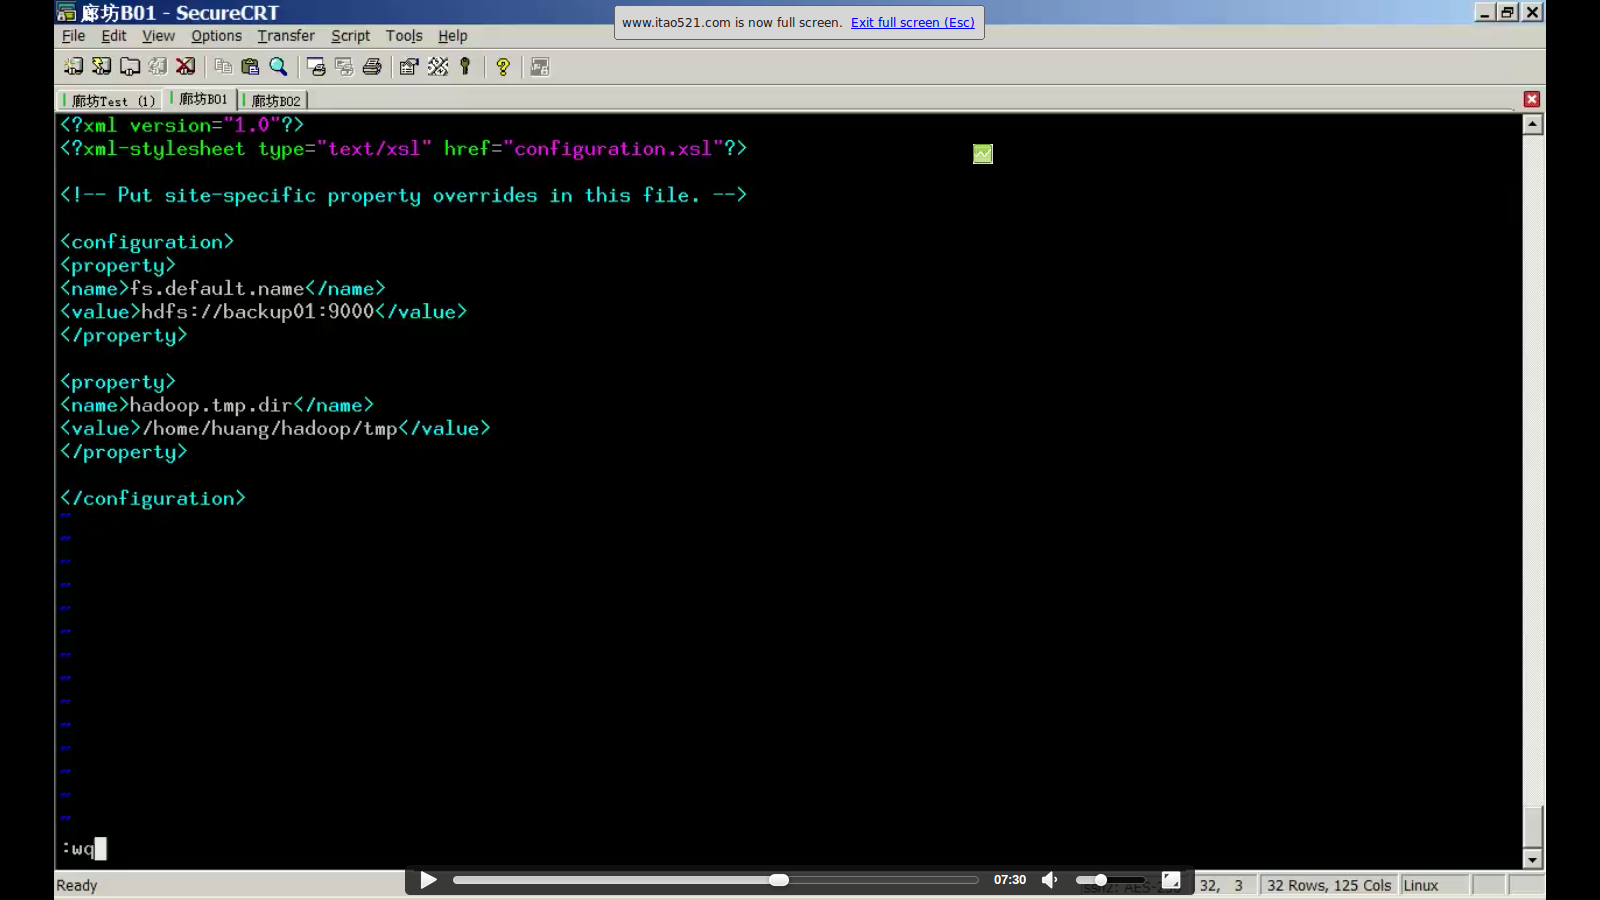 廊坊B01 - SecureCRT
www.itao521.com is now full screen. Exit full screen (Esc)
File Edit View Options Transfer Script Tools Help
廊坊Test (1) 廊坊B01 廊坊B02
<?xml version="1.0"?>
<?xml-stylesheet type="text/xsl" href="configuration.xsl"?>
<!-- Put site-specific property overrides in this file. -->
<configuration>
<property>
<name>fs.default.name</name>
<value>hdfs://backup01:9000</value>
</property>
<property>
<name>hadoop.tmp.dir</name>
<value>/home/huang/hadoop/tmp</value>
</property>
</configuration>
~
~
~
~
~
~
~
~
~
~
~
~
~
~
:wq
07:30
Ready ssh2: AES-256 32, 3 32 Rows, 125 Cols Linux